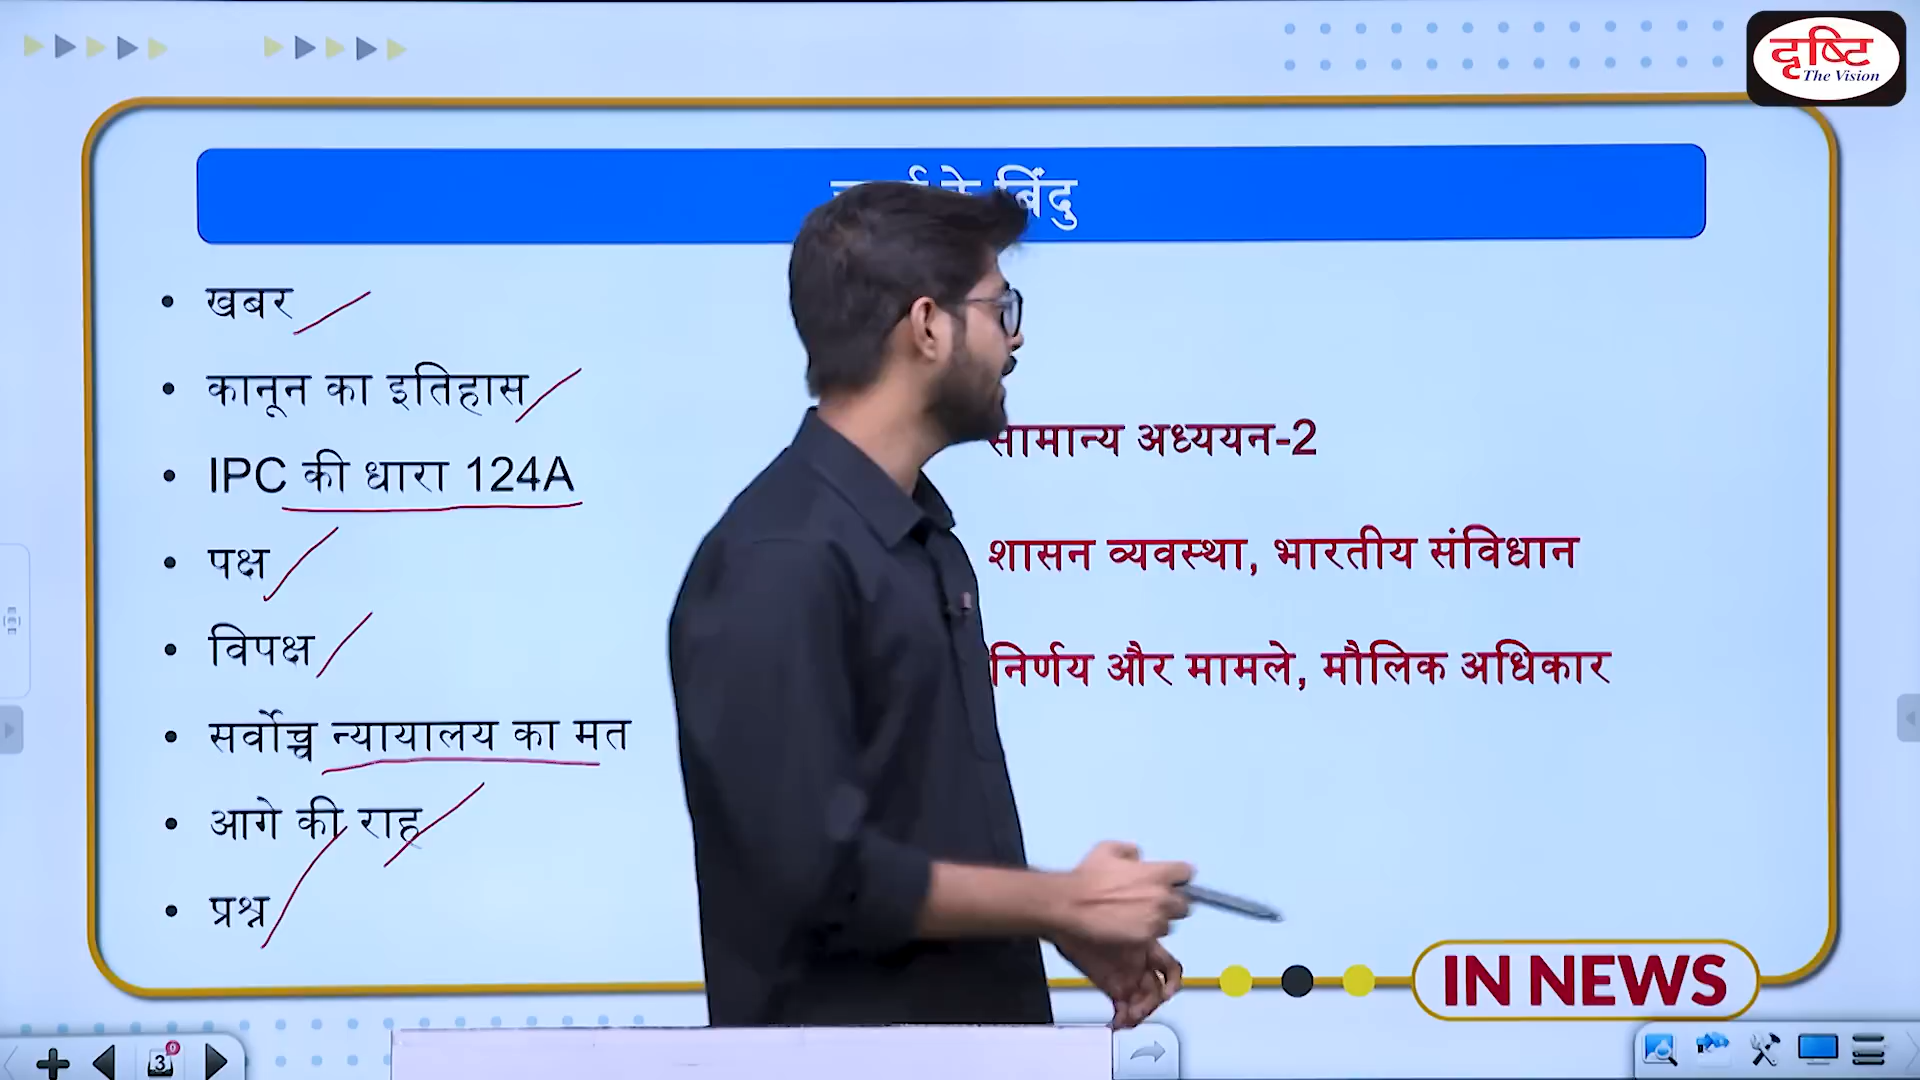 दृष्टि
The Vision
बिंदु
• खबर
• कानून का इतिहास
• IPC की धारा 124A
• पक्ष
• विपक्ष
• सर्वोच्च न्यायालय का मत
• आगे की राह
• प्रश्न
सामान्य अध्ययन-2
शासन व्यवस्था, भारतीय संविधान
निर्णय और मामले, मौलिक अधिकार
IN NEWS
3
0